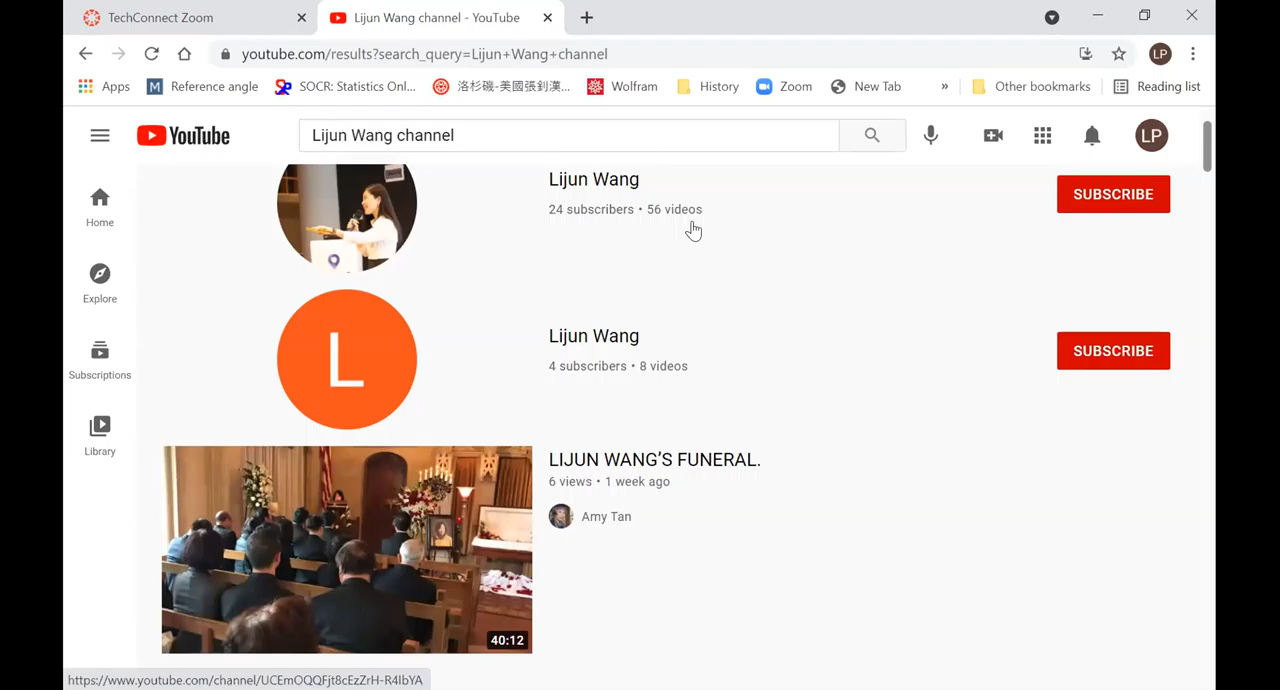 TechConnect Zoom
Lijun Wang channel - YouTube
youtube.com/results?search_query=Lijun+Wang+channel
LP
Apps
M Reference angle
SOCR: Statistics Onl...
洛杉磯-美國張釗漢...
Wolfram
History
Zoom
New Tab
»
Other bookmarks
Reading list
YouTube
Lijun Wang channel
LP
Home
Explore
Subscriptions
Library
Lijun Wang
24 subscribers • 56 videos
SUBSCRIBE
L
Lijun Wang
4 subscribers • 8 videos
SUBSCRIBE
40:12
LIJUN WANG’S FUNERAL.
6 views • 1 week ago
Amy Tan
https://www.youtube.com/channel/UCEmOQQFjt8cEzZrH-R4lbYA